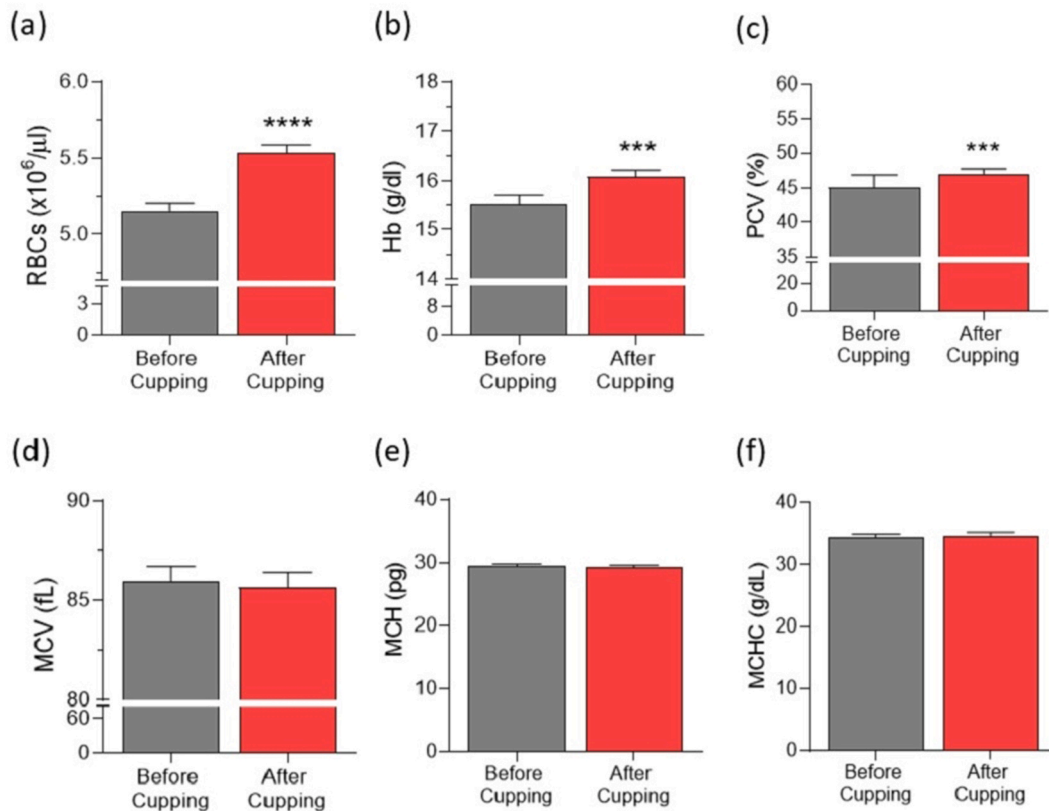 (a)
RBCs (x10⁶/µl)
6.0
5.5
5.0
3
0
****
Before
Cupping
After
Cupping
(b)
Hb (g/dl)
18
17
16
15
14
8
0
***
Before
Cupping
After
Cupping
(c)
PCV (%)
60
55
50
45
40
35
20
0
***
Before
Cupping
After
Cupping
(d)
MCV (fL)
90
85
80
60
0
Before
Cupping
After
Cupping
(e)
MCH (pg)
40
30
20
10
0
Before
Cupping
After
Cupping
(f)
MCHC (g/dL)
40
30
20
10
0
Before
Cupping
After
Cupping